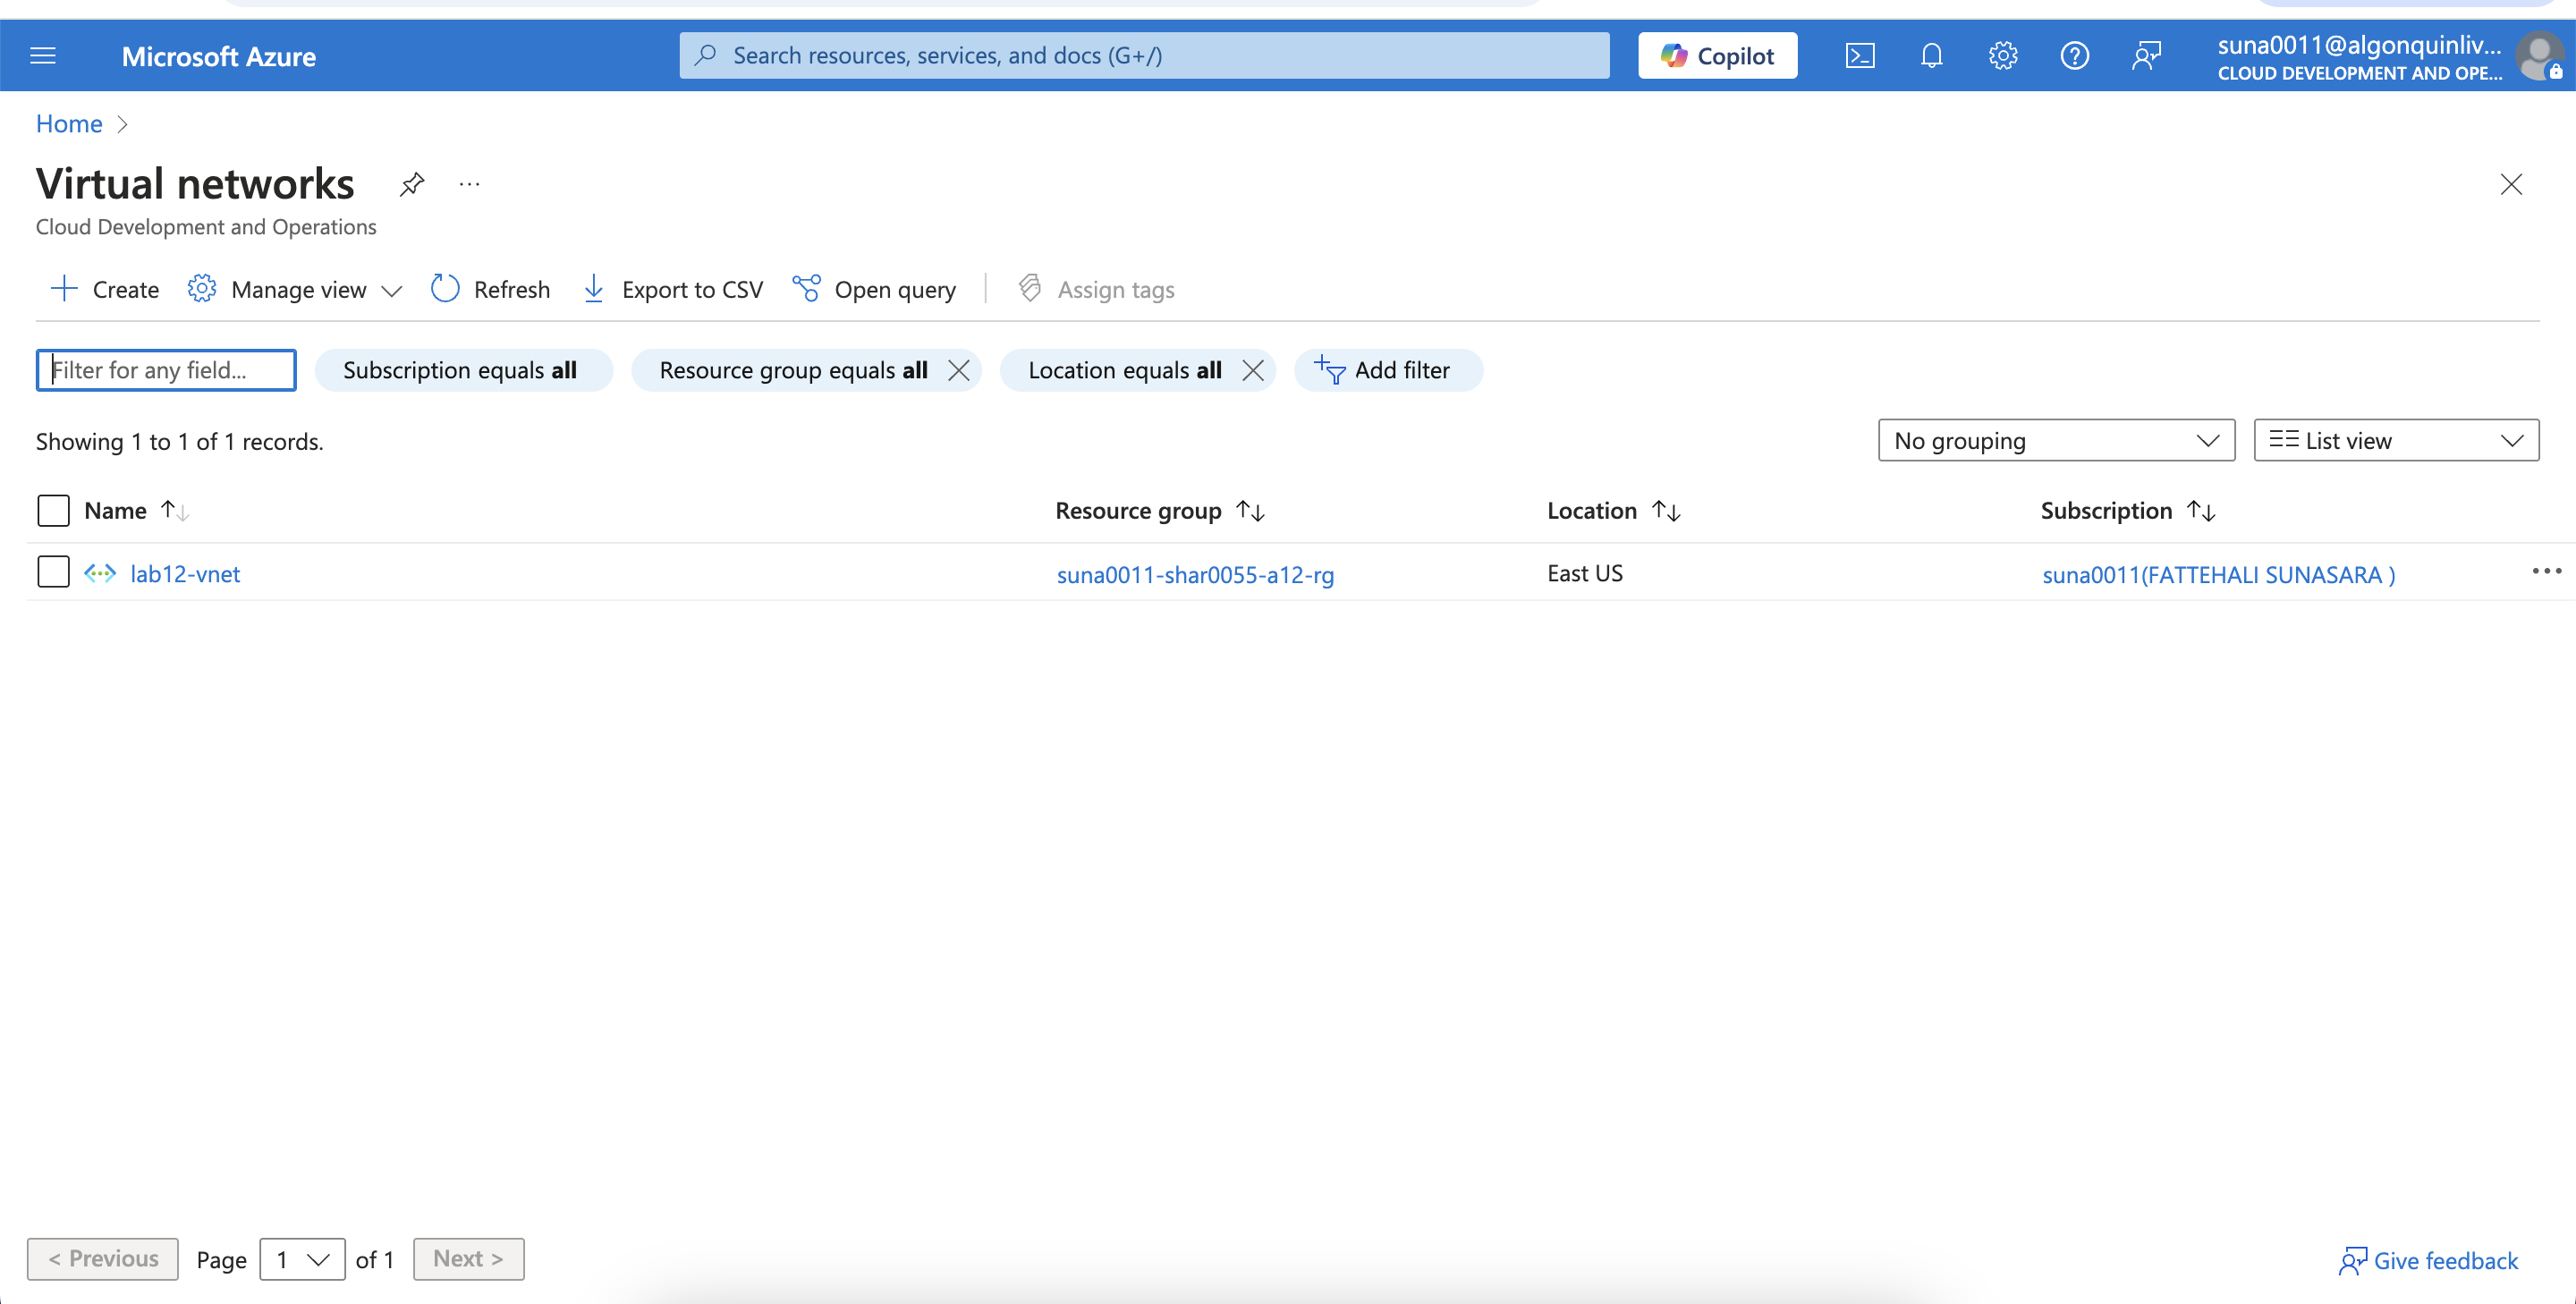 Microsoft Azure
Search resources, services, and docs (G+/)
Copilot
suna0011@algonquinliv...
CLOUD DEVELOPMENT AND OPE...
Home
Virtual networks
Cloud Development and Operations
Create
Manage view
Refresh
Export to CSV
Open query
Assign tags
Filter for any field...
Subscription equals all
Resource group equals all
Location equals all
Add filter
Showing 1 to 1 of 1 records.
No grouping
List view
Name
Resource group
Location
Subscription
lab12-vnet
suna0011-shar0055-a12-rg
East US
suna0011(FATTEHALI SUNASARA )
< Previous
Page
1
of 1
Next >
Give feedback